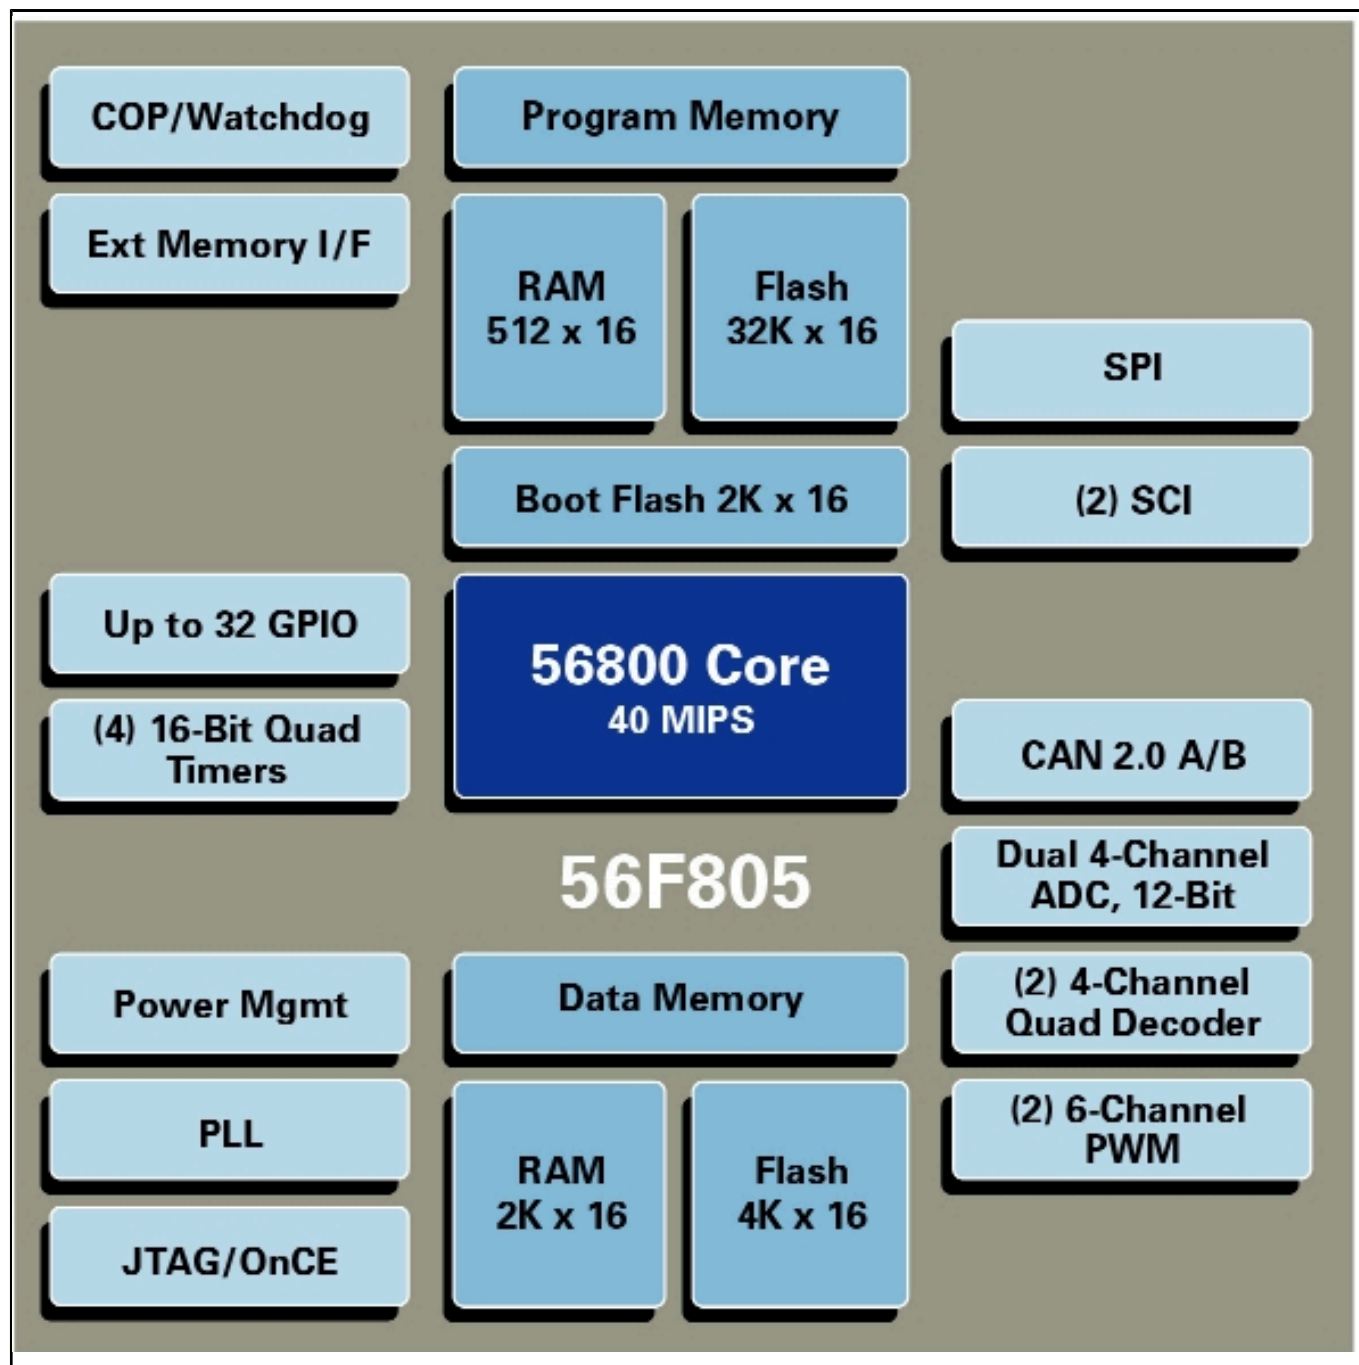 COP/Watchdog
Ext Memory I/F
Program Memory
RAM
512 x 16
Flash
32K x 16
Boot Flash 2K x 16
SPI
(2) SCI
Up to 32 GPIO
(4) 16-Bit Quad
Timers
56800 Core
40 MIPS
56F805
CAN 2.0 A/B
Dual 4-Channel
ADC, 12-Bit
(2) 4-Channel
Quad Decoder
(2) 6-Channel
PWM
Power Mgmt
PLL
JTAG/OnCE
Data Memory
RAM
2K x 16
Flash
4K x 16